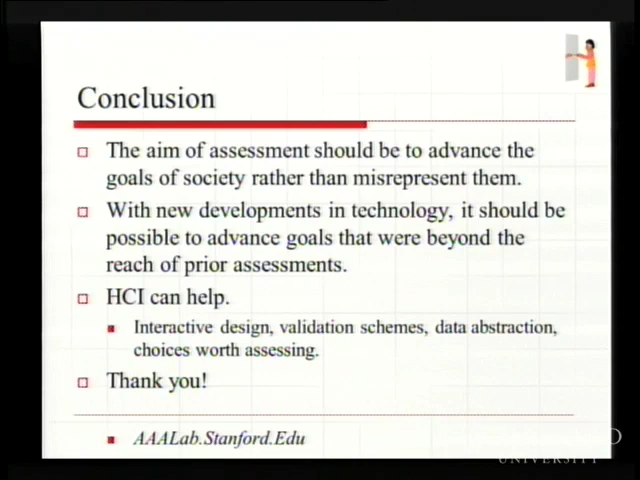 Conclusion
The aim of assessment should be to advance the
goals of society rather than misrepresent them.
With new developments in technology, it should be
possible to advance goals that were beyond the
reach of prior assessments.
HCI can help.
Interactive design, validation schemes, data abstraction,
choices worth assessing.
Thank you!
AAALab.Stanford.Edu
UNIVERSITY